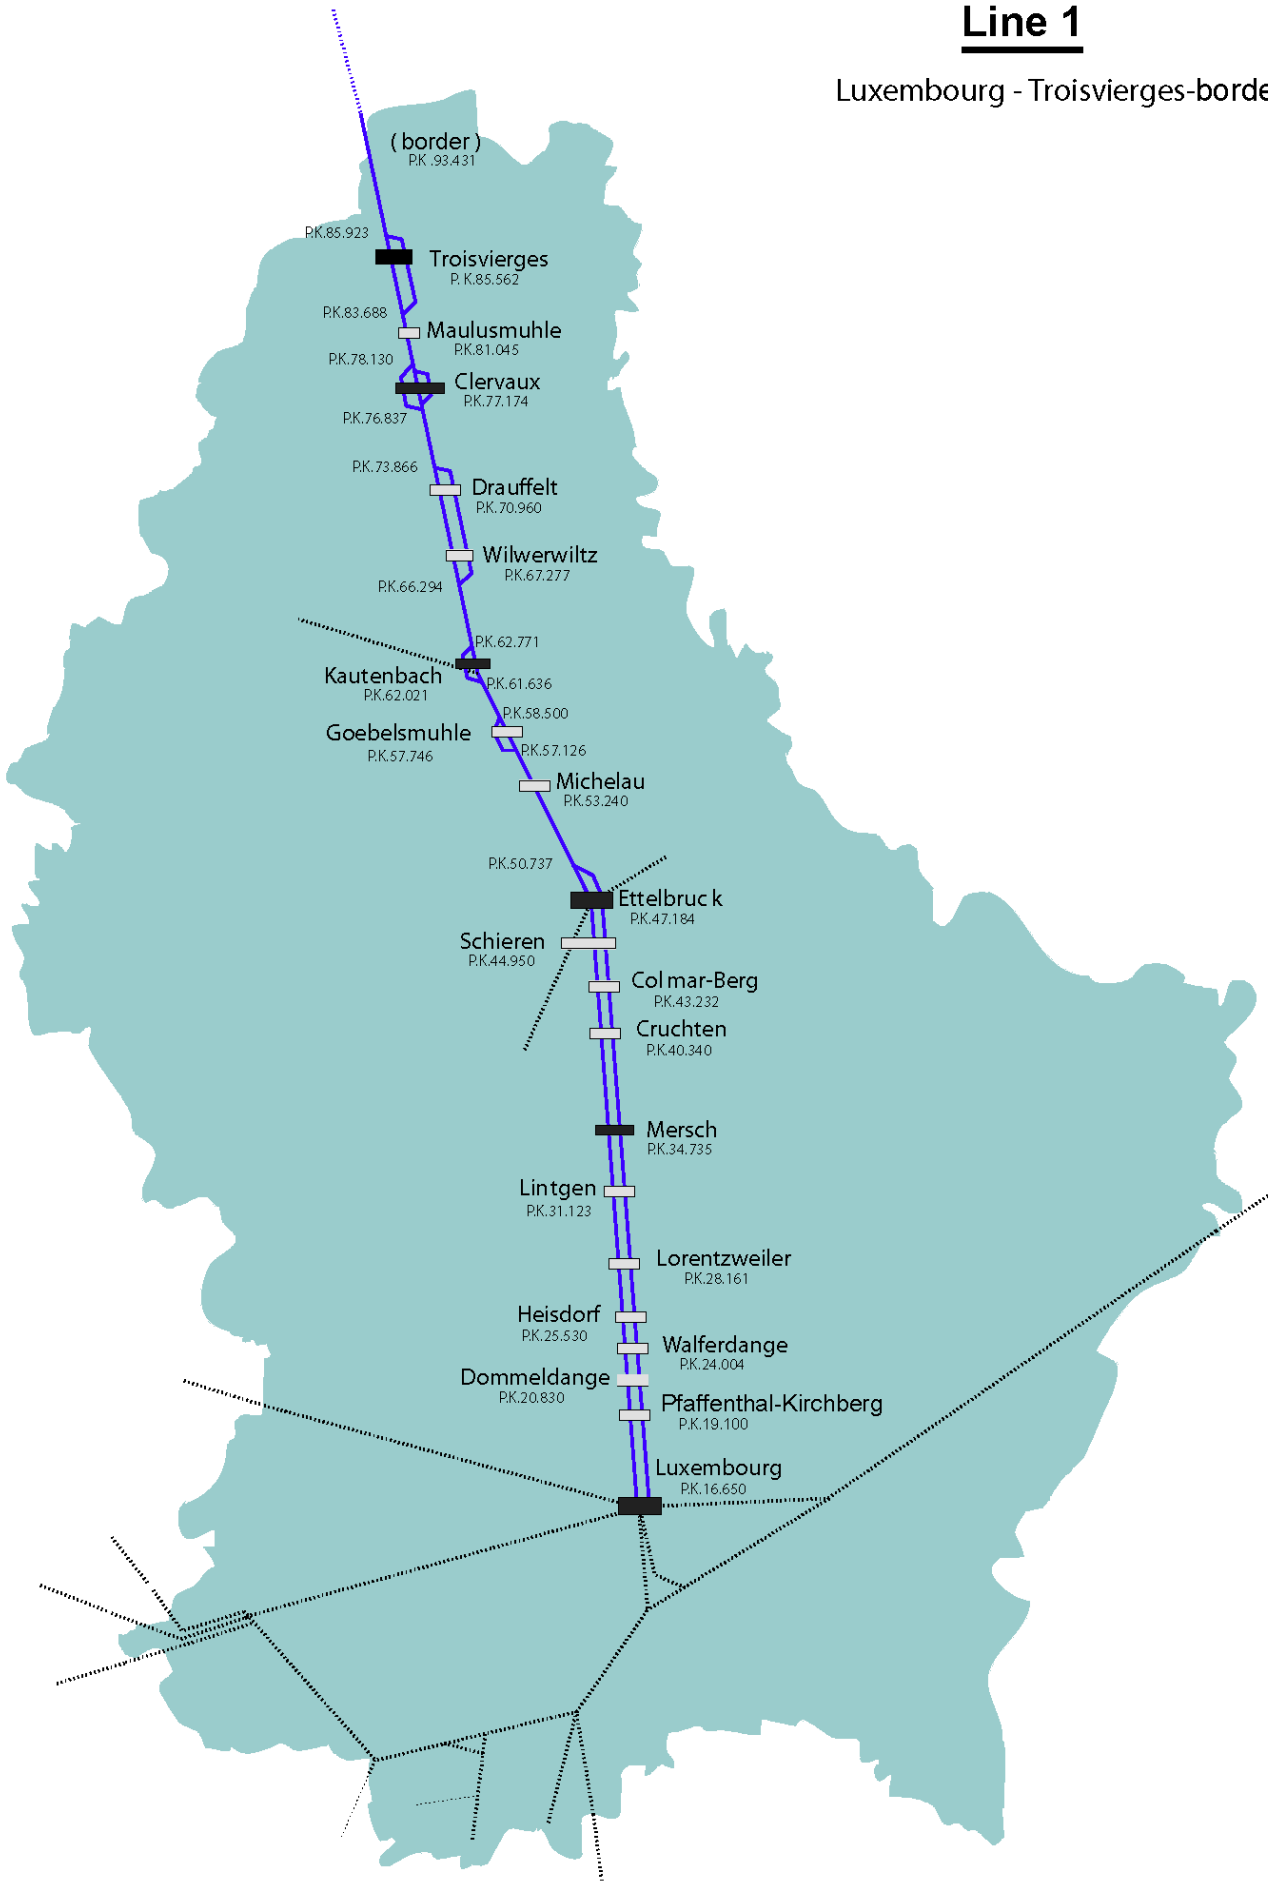 Line 1
Luxembourg - Troisvierges-borde
( border )
P.K .93.431
P.K.85.923
Troisvierges
P. K.85.562
P.K.83.688
Maulusmuhle
P.K.81.045
P.K.78.130
Clervaux
P.K.77.174
P.K.76.837
P.K.73.866
Drauffelt
P.K.70.960
Wilwerwiltz
P.K.67.277
P.K.66.294
P.K.62.771
Kautenbach
P.K.62.021
P.K.61.636
P.K.58.500
Goebelsmuhle
P.K.57.746
P.K.57.126
Michelau
P.K.53.240
P.K.50.737
Ettelbruck
P.K.47.184
Schieren
P.K.44.950
Colmar-Berg
P.K.43.232
Cruchten
P.K.40.340
Mersch
P.K.34.735
Lintgen
P.K.31.123
Lorentzweiler
P.K.28.161
Heisdorf
P.K.25.530
Walferdange
P.K.24.004
Dommeldange
P.K.20.830
Pfaffenthal-Kirchberg
P.K.19.100
Luxembourg
P.K.16.650